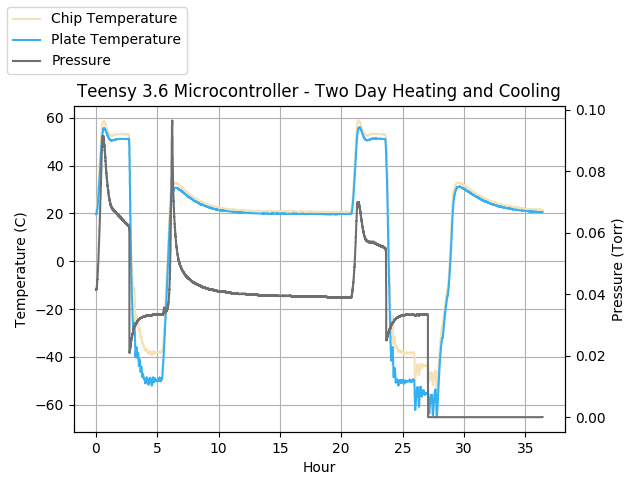 Chip Temperature
Plate Temperature
Pressure
Teensy 3.6 Microcontroller - Two Day Heating and Cooling
60
40
20
0
−20
−40
−60
Temperature (C)
0.10
0.08
0.06
0.04
0.02
0.00
Pressure (Torr)
0 5 10 15 20 25 30 35
Hour